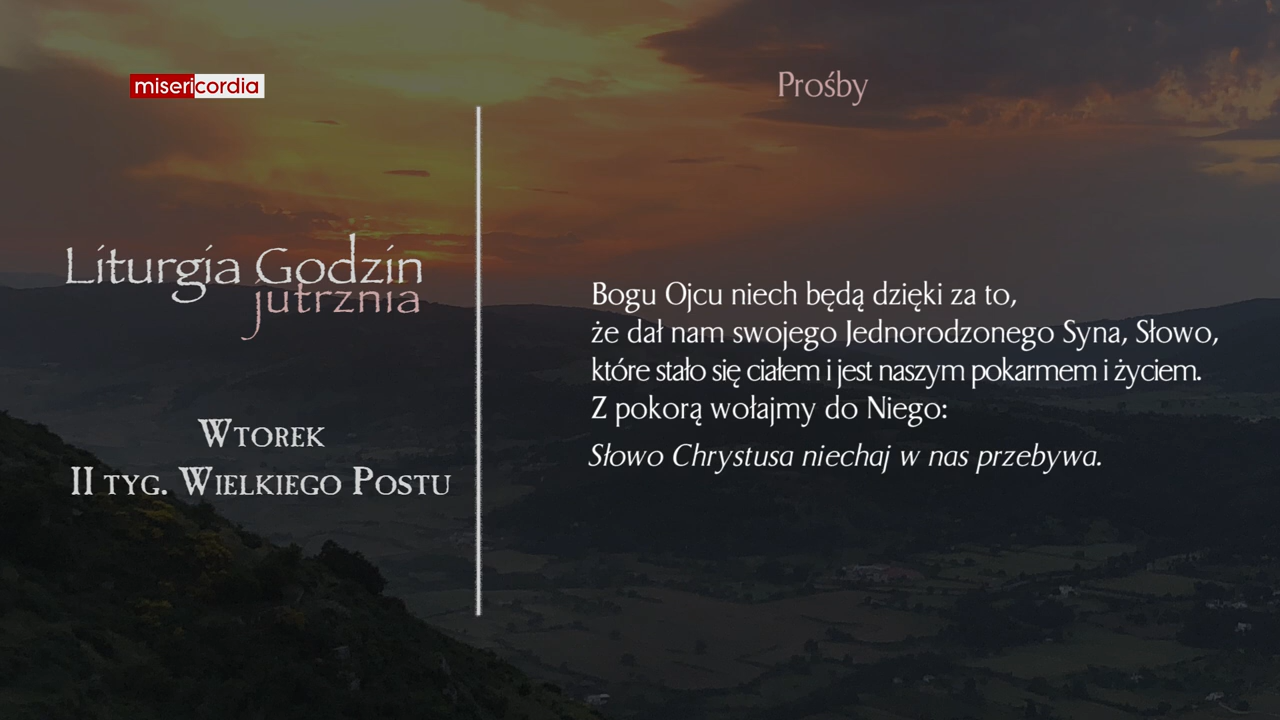 misericordia
Liturgia Godzin
jutrznia
Wtorek
II tyg. Wielkiego Postu
Prośby
Bogu Ojcu niech będą dzięki za to,
że dał nam swojego Jednorodzonego Syna, Słowo,
które stało się ciałem i jest naszym pokarmem i życiem.
Z pokorą wołajmy do Niego:
Słowo Chrystusa niechaj w nas przebywa.